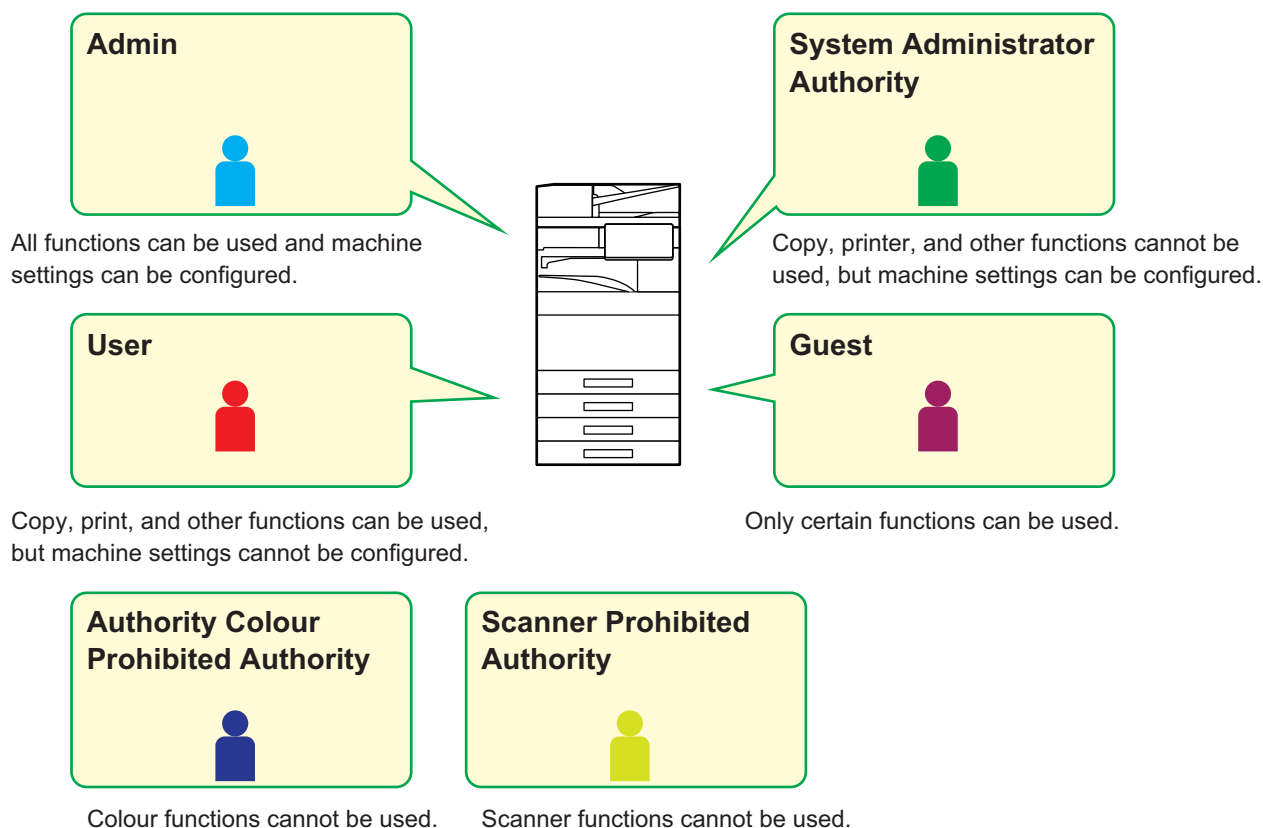 Admin
All functions can be used and machine
settings can be configured.
System Administrator
Authority
Copy, printer, and other functions cannot be
used, but machine settings can be configured.
User
Copy, print, and other functions can be used,
but machine settings cannot be configured.
Guest
Only certain functions can be used.
Authority Colour
Prohibited Authority
Colour functions cannot be used.
Scanner Prohibited
Authority
Scanner functions cannot be used.